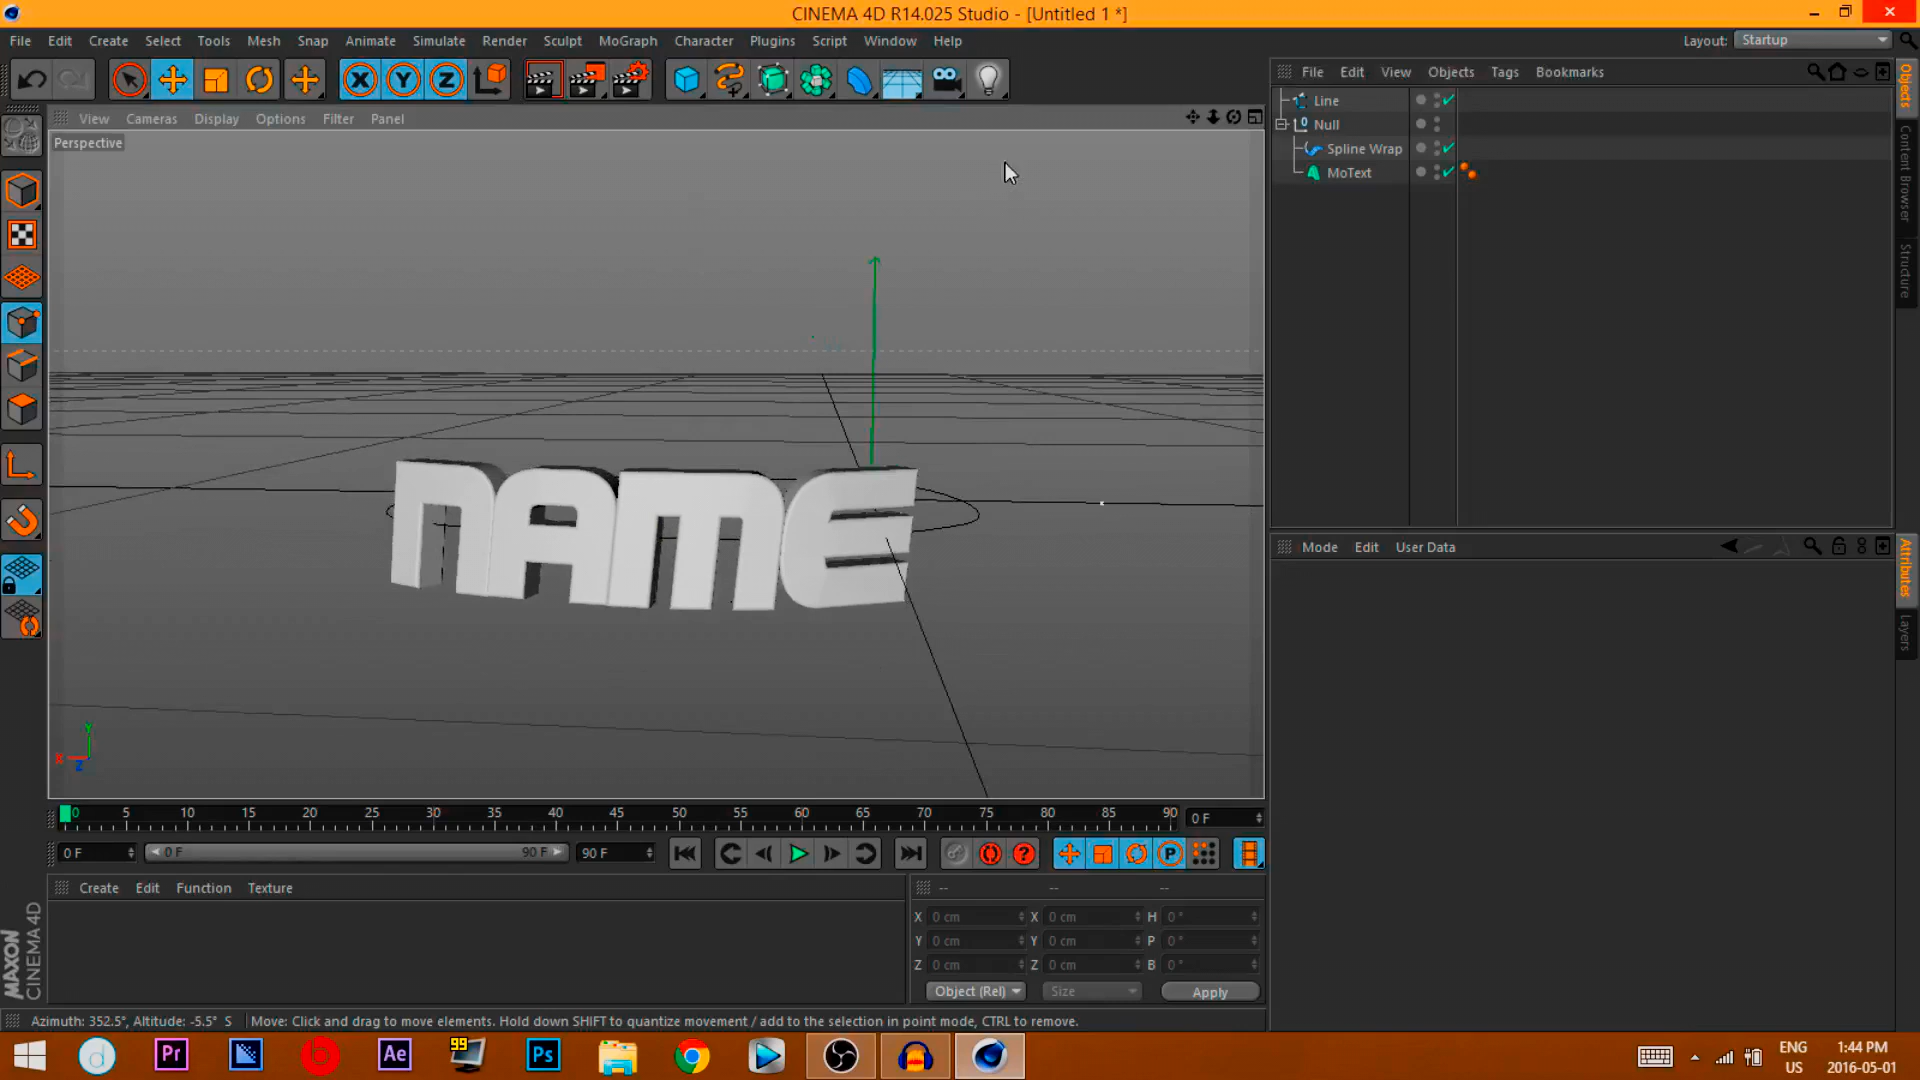 CINEMA 4D R14.025 Studio - [Untitled 1 *]
File Edit Create Select Tools Mesh Snap Animate Simulate Render Sculpt MoGraph Character Plugins Script Window Help
Layout: Startup
X Y Z
File Edit View Objects Tags Bookmarks
View Cameras Display Options Filter Panel
Perspective
Line
Null
Spline Wrap
MoText
Objects
Content Browser
Structure
NAME
Mode Edit User Data
Attributes
Layers
Y
X
Z
0 5 10 15 20 25 30 35 40 45 50 55 60 65 70 75 80 85 90
0 F
0 F 0 F 90 F 90 F
Create Edit Function Texture
-- -- --
X 0 cm X 0 cm H 0 °
Y 0 cm Y 0 cm P 0 °
Z 0 cm Z 0 cm B 0 °
Object (Rel) Size Apply
MAXON
CINEMA 4D
Azimuth: 352.5°, Altitude: -5.5° S Move: Click and drag to move elements. Hold down SHIFT to quantize movement / add to the selection in point mode, CTRL to remove.
Pr Ae 99 Ps
ENG
US
1:44 PM
2016-05-01